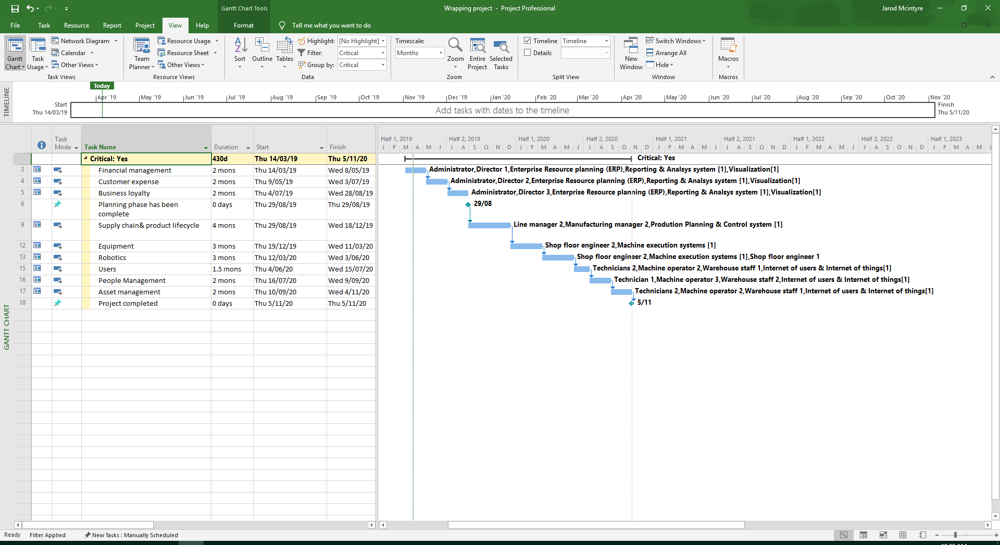 Gantt Chart Tools
Wrapping project - Project Professional
Jarod Mcintyre
File Task Resource Report Project View Help Format Tell me what you want to do
Gantt Chart
Task Usage
Network Diagram
Calendar
Other Views
Task Views
Team Planner
Resource Usage
Resource Sheet
Other Views
Resource Views
Sort
Outline
Tables
Highlight: [No Highlight]
Filter: Critical
Group by: Critical
Data
Timescale:
Months
Zoom
Entire Project
Selected Tasks
Zoom
Timeline Timeline
Details
Split View
New Window
Switch Windows
Arrange All
Hide
Window
Macros
Macros
TIMELINE
Today
Apr '19 May '19 Jun '19 Jul '19 Aug '19 Sep '19 Oct '19 Nov '19 Dec '19 Jan '20 Feb '20 Mar '20 Apr '20 May '20 Jun '20 Jul '20 Aug '20 Sep '20 Oct '20 Nov '20
Start
Thu 14/03/19
Add tasks with dates to the timeline
Finish
Thu 5/11/20
GANTT CHART
Task Mode Task Name Duration Start Finish
Half 1, 2019 Half 2, 2019 Half 1, 2020 Half 2, 2020 Half 1, 2021 Half 2, 2021 Half 1, 2022 Half 2, 2022 Half 1, 2023
J F M A M J J A S O N D J F M A M J J A S O N D J F M A M J J A S O N D J F M A M J J A S O N D J F M A M
Critical: Yes 430d Thu 14/03/19 Thu 5/11/20
Critical: Yes
3 Financial management 2 mons Thu 14/03/19 Wed 8/05/19
Administrator,Director 1,Enterprise Resource planning (ERP),Reporting & Analsys system [1],Visualization[1]
4 Customer expense 2 mons Thu 9/05/19 Wed 3/07/19
Administrator,Director 2,Enterprise Resource planning (ERP),Reporting & Analsys system [1],Visualization[1]
5 Business loyalty 2 mons Thu 4/07/19 Wed 28/08/19
Administrator,Director 3,Enterprise Resource planning (ERP),Reporting & Analsys system [1],Visualization[1]
6 Planning phase has been complete 0 days Thu 29/08/19 Thu 29/08/19
29/08
9 Supply chain& product lifecycle 4 mons Thu 29/08/19 Wed 18/12/19
Line manager 2,Manufacturing manager 2,Prodution Planning & Control system [1]
12 Equipment 3 mons Thu 19/12/19 Wed 11/03/20
Shop floor engineer 2,Machine execution systems [1]
13 Robotics 3 mons Thu 12/03/20 Wed 3/06/20
Shop floor engineer 2,Machine execution systems [1],Shop floor engineer 1
15 Users 1.5 mons Thu 4/06/20 Wed 15/07/20
Technicians 2,Machine operator 2,Warehouse staff 1,Internet of users & Internet of things[1]
16 People Management 2 mons Thu 16/07/20 Wed 9/09/20
Technician 1,Machine operator 3,Warehouse staff 2,Internet of users & Internet of things[1]
17 Asset management 2 mons Thu 10/09/20 Wed 4/11/20
Technicians 2,Machine operator 2,Warehouse staff 1,Internet of users & Internet of things[1]
18 Project completed 0 days Thu 5/11/20 Thu 5/11/20
5/11
Ready Filter Applied New Tasks : Manually Scheduled